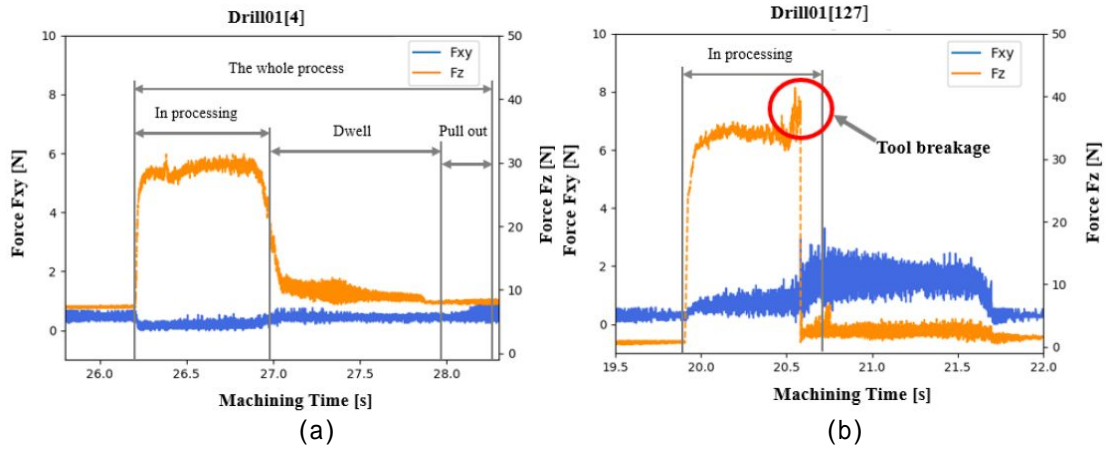 Drill01[4]
10
8
6
4
2
0
50
40
30
20
10
0
Fxy
Fz
The whole process
In processing
Dwell
Pull out
Force Fxy [N]
Force Fz [N]
26.0
26.5
27.0
27.5
28.0
Machining Time [s]
(a)
Drill01[127]
10
8
6
4
2
0
50
40
30
20
10
0
Fxy
Fz
In processing
Tool breakage
Force Fxy [N]
Force Fz [N]
19.5
20.0
20.5
21.0
21.5
22.0
Machining Time [s]
(b)